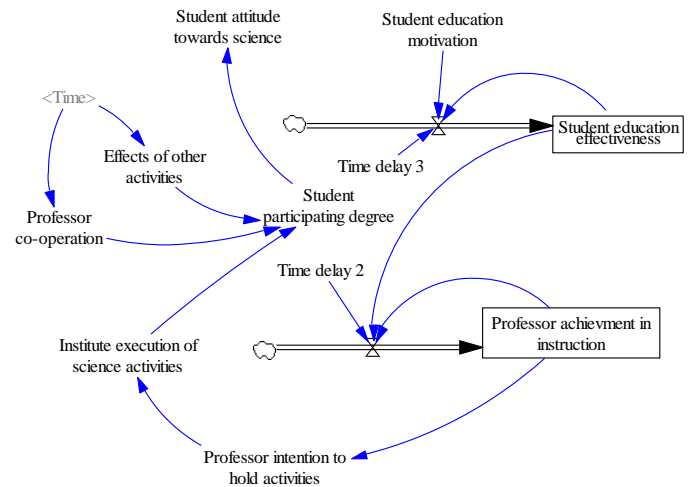 Student attitude
towards science
Student education
motivation
<Time>
Student education
effectiveness
Effects of other
activities
Time delay 3
Professor
co-operation
Student
participating degree
Time delay 2
Professor achievment in
instruction
Institute execution of
science activities
Professor intention to
hold activities